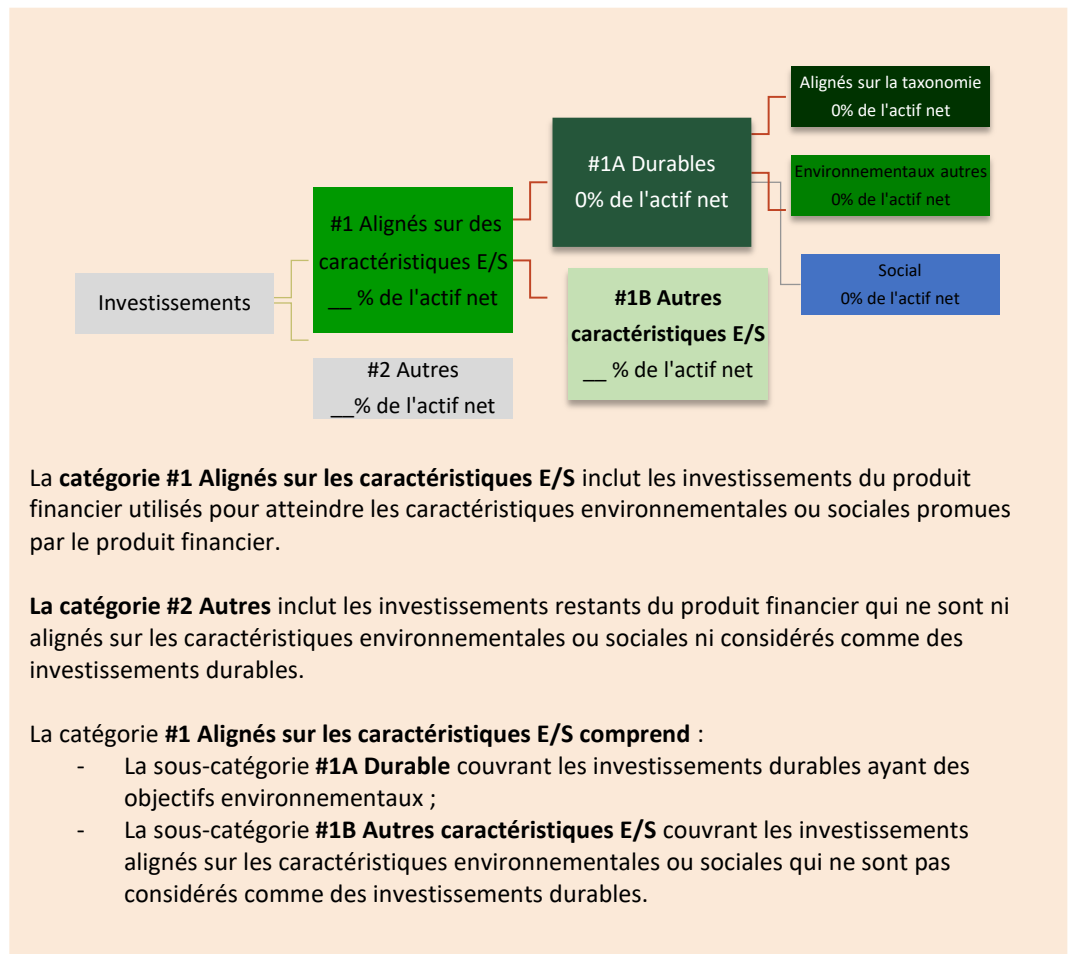 Alignés sur la taxonomie
0% de l'actif net
#1A Durables
0% de l'actif net
Environnementaux autres
0% de l'actif net
#1 Alignés sur des
caractéristiques E/S
__ % de l'actif net
Social
0% de l'actif net
Investissements
#1B Autres
caractéristiques E/S
__ % de l'actif net
#2 Autres
__% de l'actif net
La catégorie #1 Alignés sur les caractéristiques E/S inclut les investissements du produit
financier utilisés pour atteindre les caractéristiques environnementales ou sociales promues
par le produit financier.
La catégorie #2 Autres inclut les investissements restants du produit financier qui ne sont ni
alignés sur les caractéristiques environnementales ou sociales ni considérés comme des
investissements durables.
La catégorie #1 Alignés sur les caractéristiques E/S comprend :
- La sous-catégorie #1A Durable couvrant les investissements durables ayant des
objectifs environnementaux ;
- La sous-catégorie #1B Autres caractéristiques E/S couvrant les investissements
alignés sur les caractéristiques environnementales ou sociales qui ne sont pas
considérés comme des investissements durables.